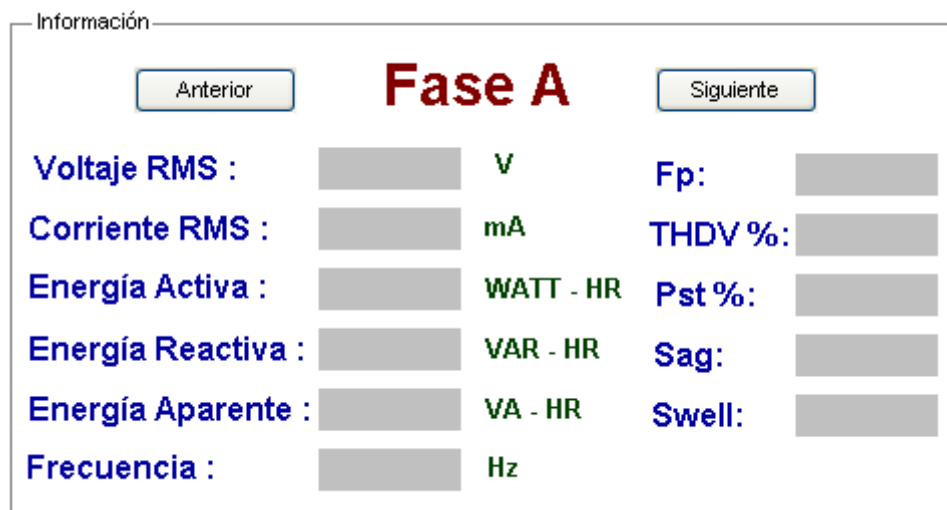 Información
Anterior Fase A Siguiente
Voltaje RMS : V Fp:
Corriente RMS : mA THDV %:
Energía Activa : WATT - HR Pst %:
Energía Reactiva : VAR - HR Sag:
Energía Aparente : VA - HR Swell:
Frecuencia : Hz